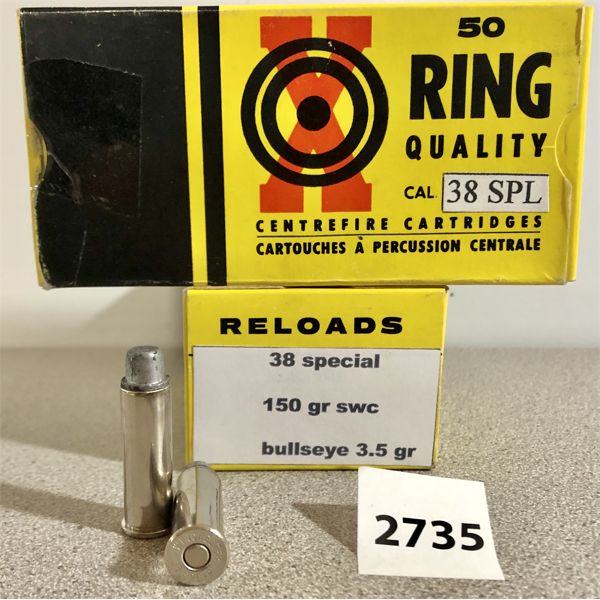 50
X RING
QUALITY
CAL. 38 SPL
CENTREFIRE CARTRIDGES
CARTOUCHES À PERCUSSION CENTRALE
RELOADS
38 special
150 gr swc
bullseye 3.5 gr
2735